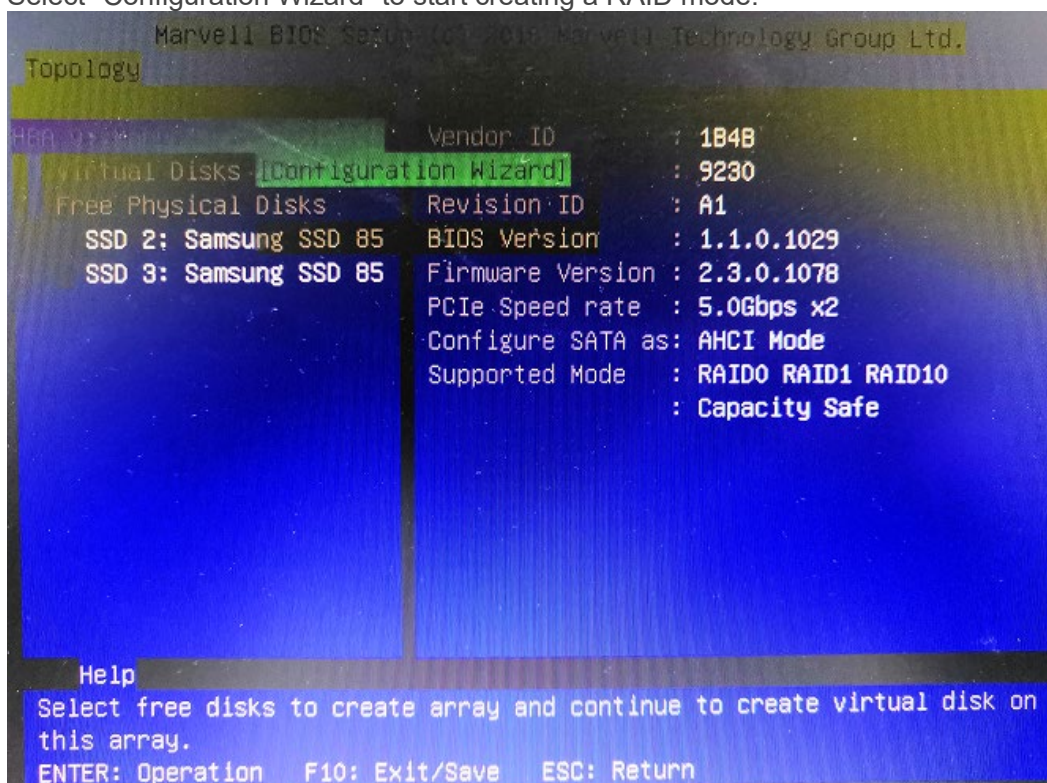 Select "Configuration Wizard" to start creating a RAID mode.
Marvell BIOS Setup (c) 2018 Marvell Technology Group Ltd.
Topology
Vendor ID : 1B4B
Virtual Disks [Configuration Wizard] : 9230
Free Physical Disks Revision ID : A1
SSD 2: Samsung SSD 85 BIOS Version : 1.1.0.1029
SSD 3: Samsung SSD 85 Firmware Version : 2.3.0.1078
PCIe Speed rate : 5.0Gbps x2
Configure SATA as: AHCI Mode
Supported Mode : RAID0 RAID1 RAID10
: Capacity Safe
Help
Select free disks to create array and continue to create virtual disk on
this array.
ENTER: Operation F10: Exit/Save ESC: Return